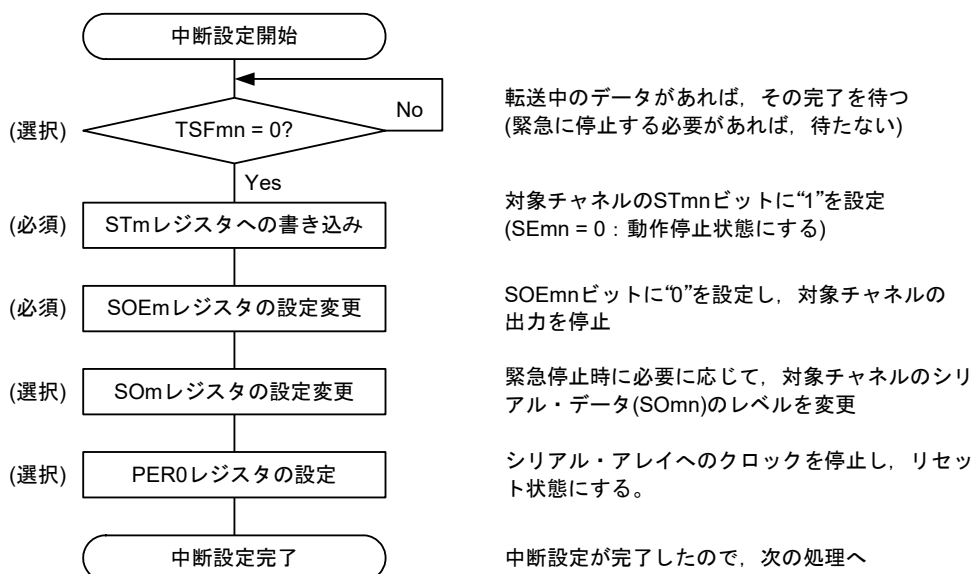 中断設定開始
No
(選択)
TSFmn = 0?
転送中のデータがあれば，その完了を待つ
(緊急に停止する必要があれば，待たない)
Yes
(必須)
STmレジスタへの書き込み
対象チャネルのSTmnビットに“1”を設定
(SEmn = 0：動作停止状態にする)
(必須)
SOEmレジスタの設定変更
SOEmnビットに“0”を設定し，対象チャネルの
出力を停止
(選択)
SOmレジスタの設定変更
緊急停止時に必要に応じて，対象チャネルのシリ
アル・データ(SOmn)のレベルを変更
(選択)
PER0レジスタの設定
シリアル・アレイへのクロックを停止し，リセッ
ト状態にする。
中断設定完了
中断設定が完了したので，次の処理へ